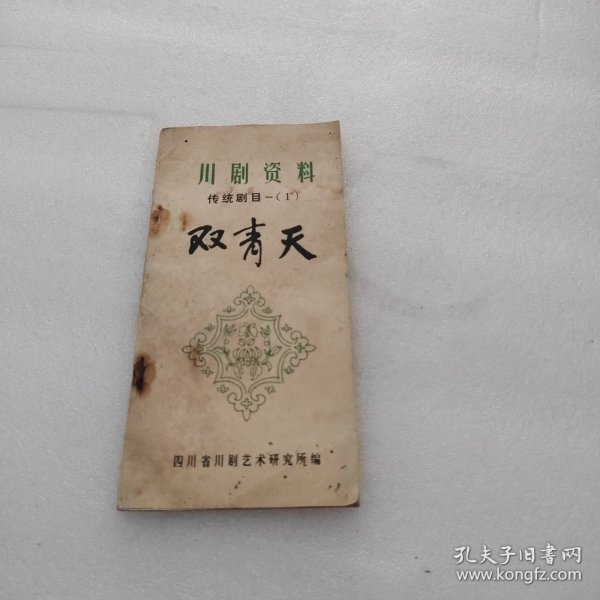 川剧资料
传统剧目-(1)
双青天
四川省川剧艺术研究所编
孔夫子旧书网
www.kongfz.com